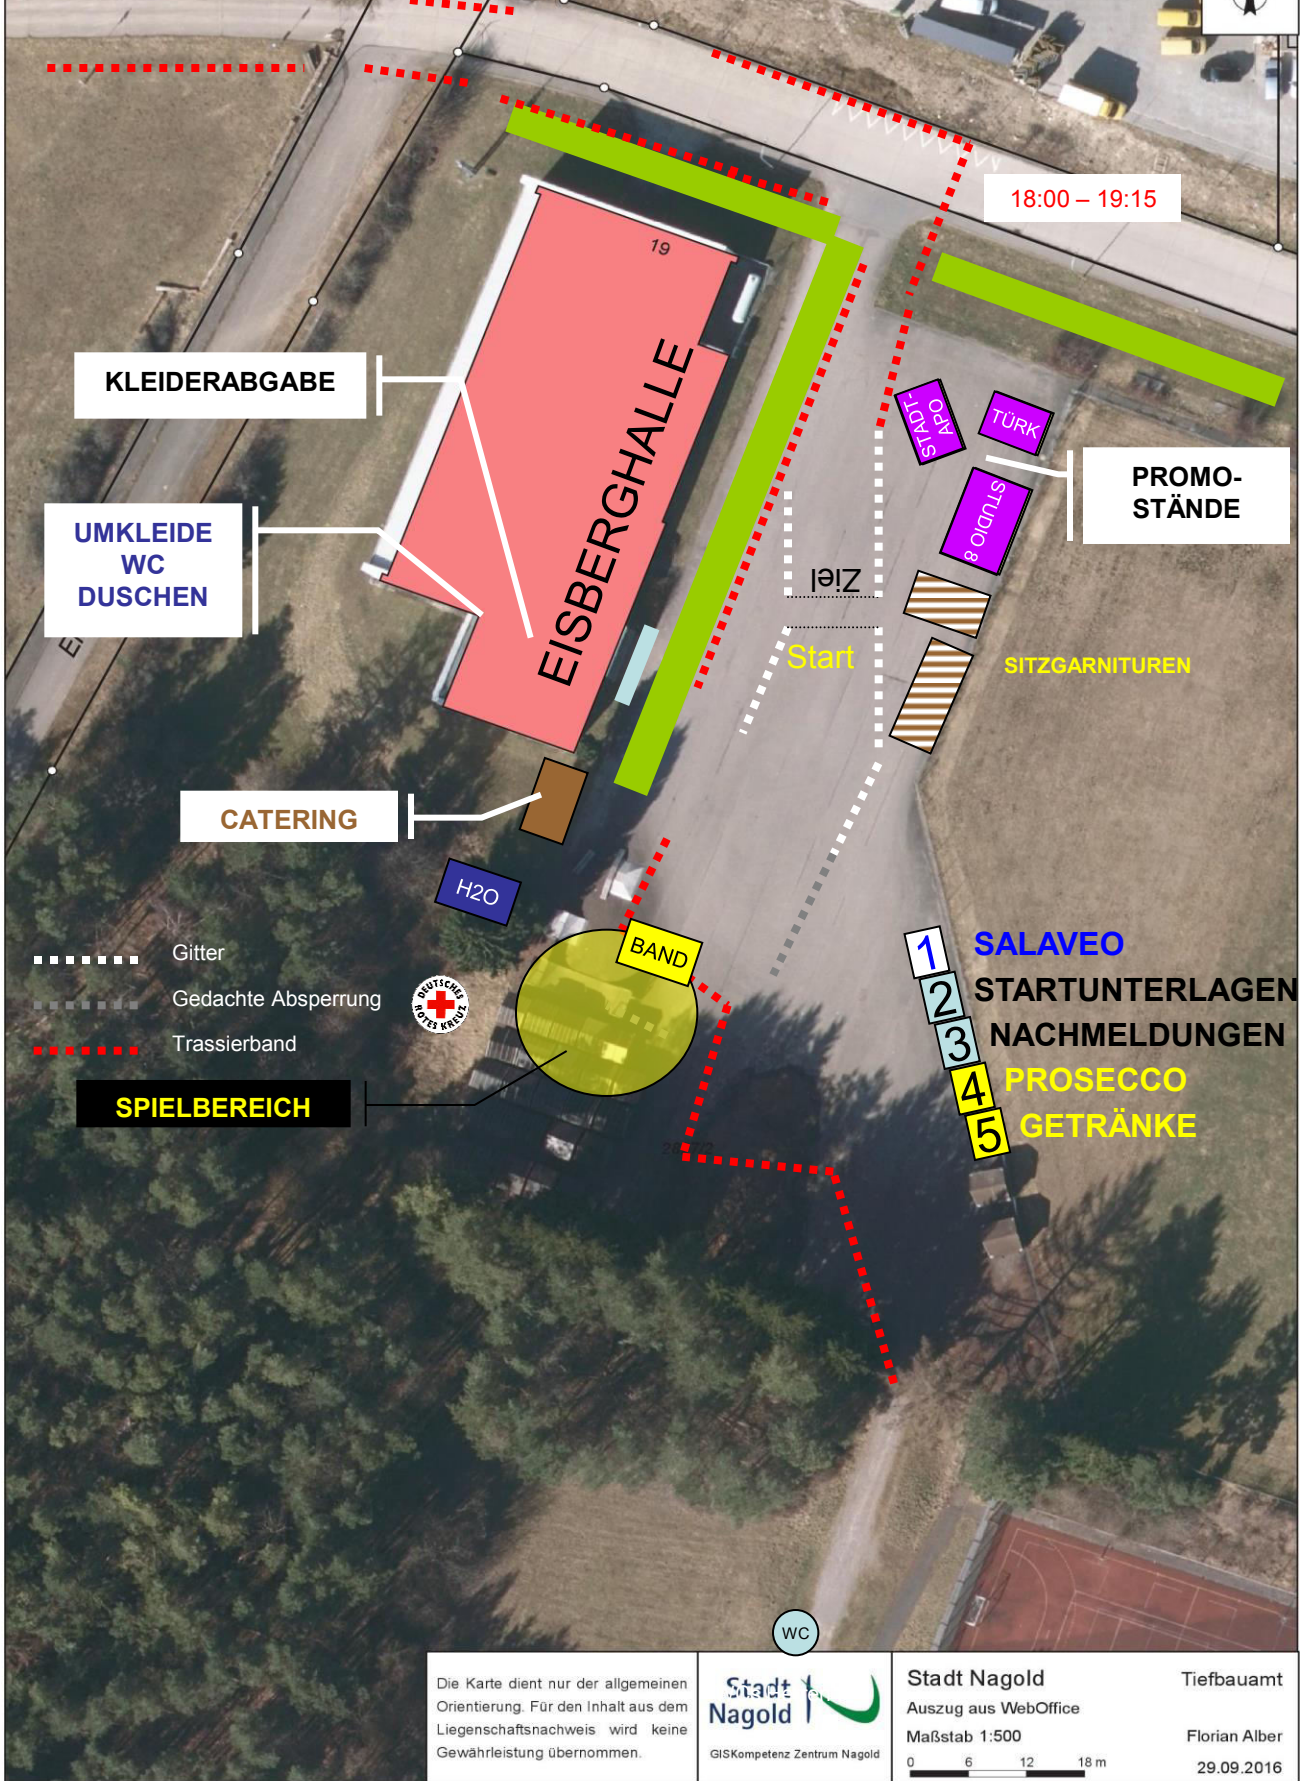 18:00 – 19:15
19
KLEIDERABGABE
EISBERGHALLE
STADT-
APO
TÜRK
PROMO-
STÄNDE
STUDIO 8
UMKLEIDE
WC
DUSCHEN
Ziel
Start
SITZGARNITUREN
CATERING
H2O
BAND
Gitter
Gedachte Absperrung
Trassierband
DEUTSCHES
ROTES KREUZ
SPIELBEREICH
1 SALAVEO
2 STARTUNTERLAGEN
3 NACHMELDUNGEN
4 PROSECCO
5 GETRÄNKE
WC
Die Karte dient nur der allgemeinen
Orientierung. Für den Inhalt aus dem
Liegenschaftsnachweis wird keine
Gewährleistung übernommen.
Stadt
Nagold
GISKompetenz Zentrum Nagold
Stadt Nagold
Tiefbauamt
Auszug aus WebOffice
Maßstab 1:500
Florian Alber
0 6 12 18 m
29.09.2016